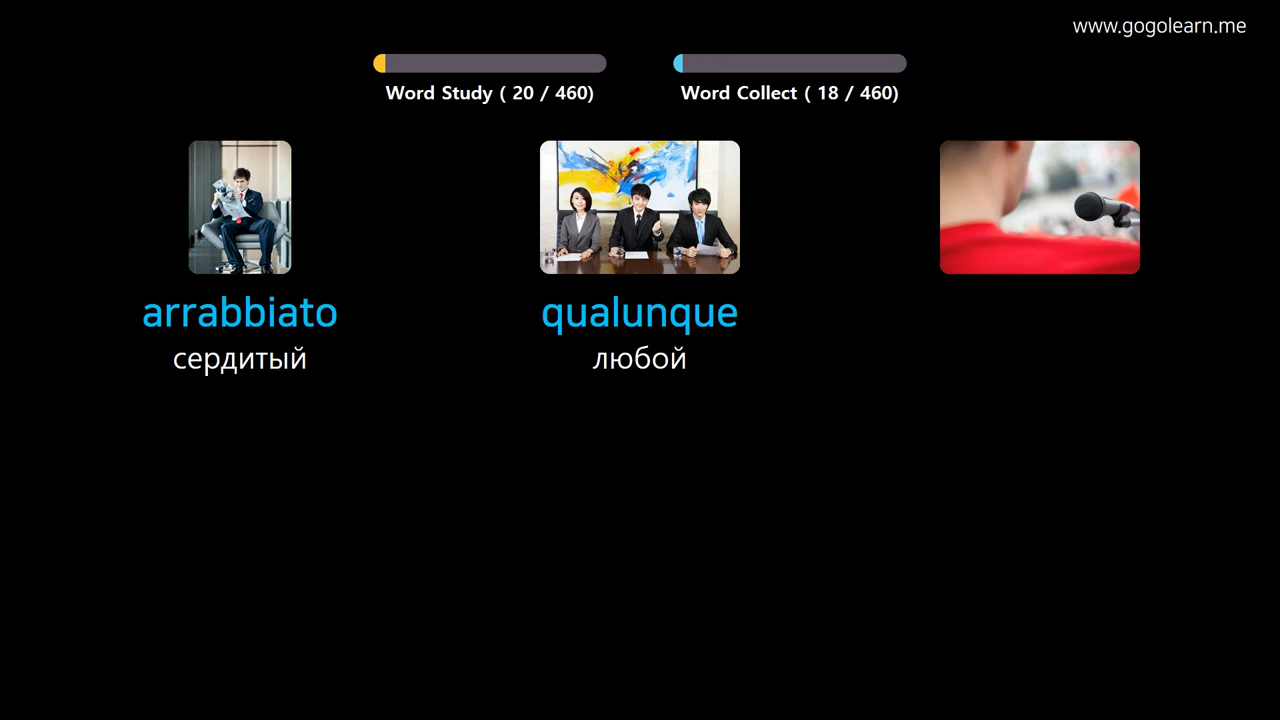 www.gogolearn.me
Word Study ( 20 / 460)
Word Collect ( 18 / 460)
arrabbiato
qualunque
сердитый
любой